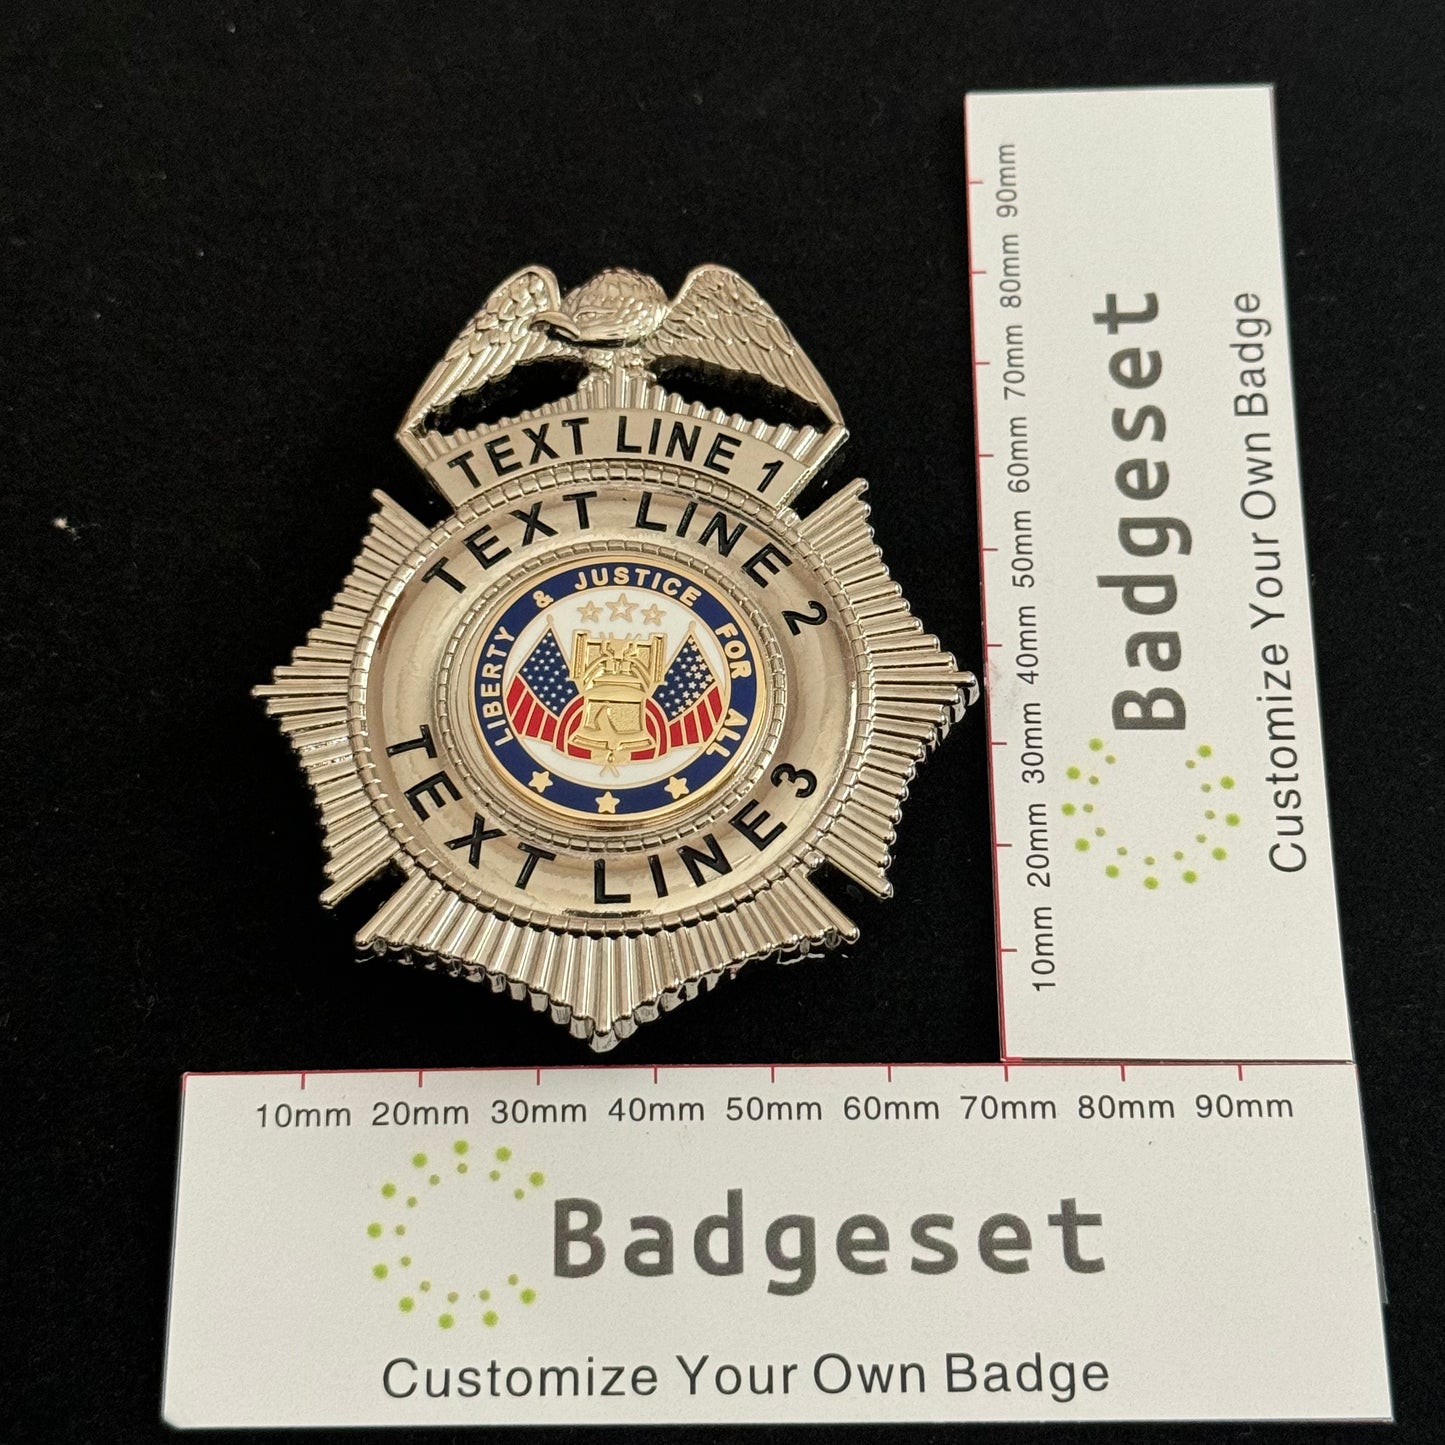 TEXT LINE 1
TEXT LINE 2
LIBERTY & JUSTICE FOR ALL
TEXT LINE 3
90mm
80mm
70mm
60mm
50mm
40mm
30mm
20mm
10mm
Badgeset
Customize Your Own Badge
10mm 20mm 30mm 40mm 50mm 60mm 70mm 80mm 90mm
Badgeset
Customize Your Own Badge